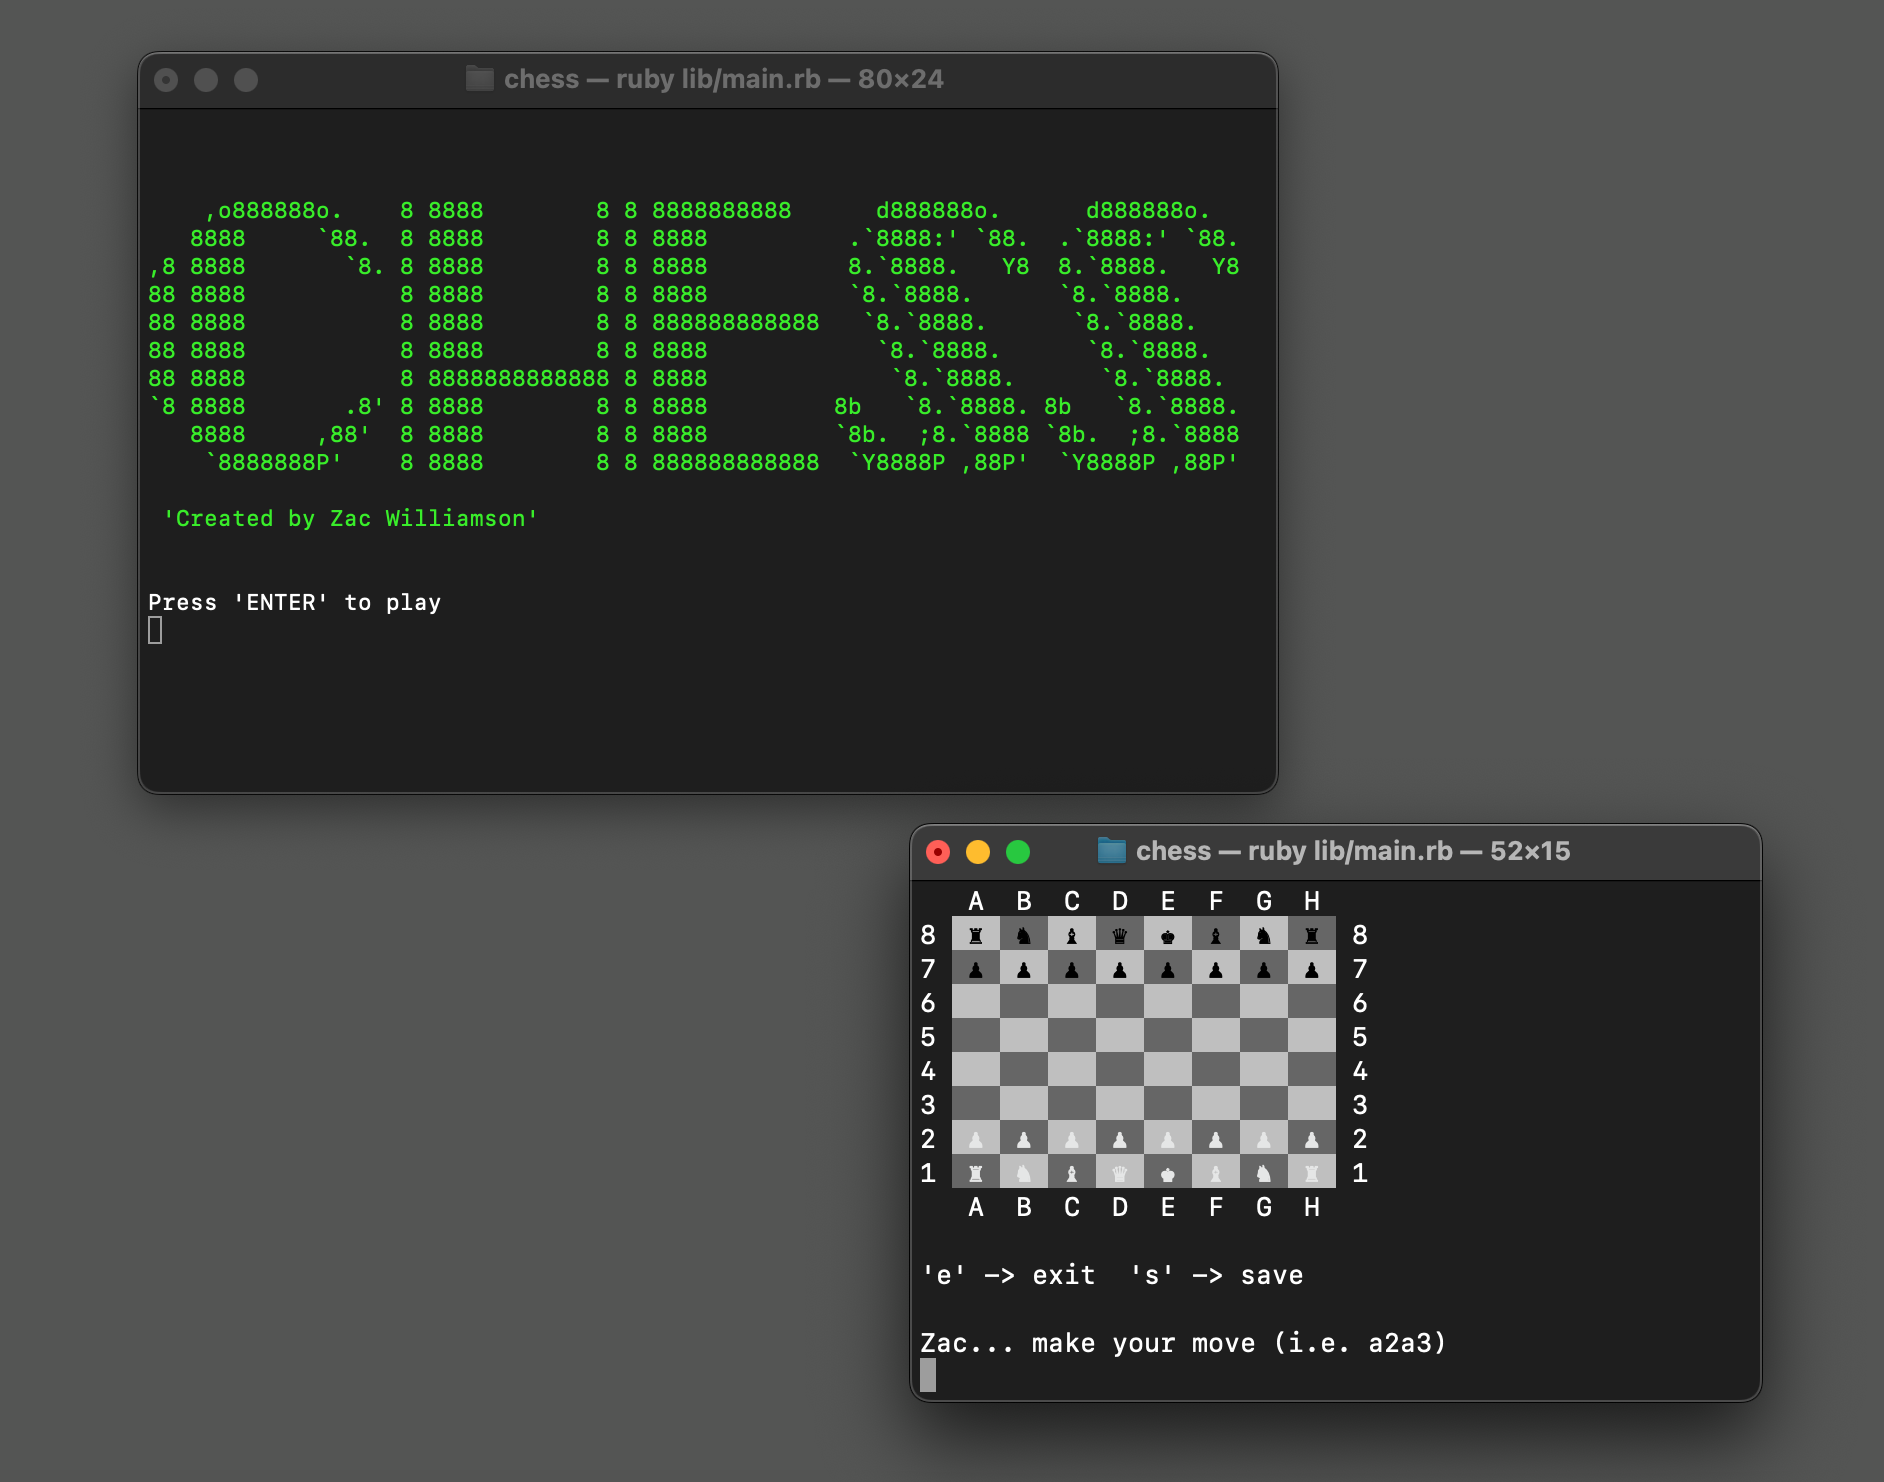 chess — ruby lib/main.rb — 80×24
    ,o888888o.    8 8888        8 8 8888888888      d888888o.      d888888o.
   8888     `88.  8 8888        8 8 8888          .`8888:' `88.  .`8888:' `88.
,8 8888       `8. 8 8888        8 8 8888          8.`8888.   Y8  8.`8888.   Y8
88 8888           8 8888        8 8 8888          `8.`8888.      `8.`8888.
88 8888           8 8888        8 8 888888888888   `8.`8888.      `8.`8888.
88 8888           8 8888        8 8 8888            `8.`8888.      `8.`8888.
88 8888           8 8888888888888 8 8888             `8.`8888.      `8.`8888.
`8 8888       .8' 8 8888        8 8 8888         8b   `8.`8888. 8b   `8.`8888.
   8888     ,88'  8 8888        8 8 8888         `8b.  ;8.`8888 `8b.  ;8.`8888
    `8888888P'    8 8888        8 8 888888888888  `Y8888P ,88P'  `Y8888P ,88P'
'Created by Zac Williamson'
Press 'ENTER' to play
chess — ruby lib/main.rb — 52×15
A B C D E F G H
8 ♜ ♞ ♝ ♛ ♚ ♝ ♞ ♜ 8
7 ♟ ♟ ♟ ♟ ♟ ♟ ♟ ♟ 7
6 6
5 5
4 4
3 3
2 ♟ ♟ ♟ ♟ ♟ ♟ ♟ ♟ 2
1 ♜ ♞ ♝ ♛ ♚ ♝ ♞ ♜ 1
A B C D E F G H
'e' -> exit  's' -> save
Zac... make your move (i.e. a2a3)